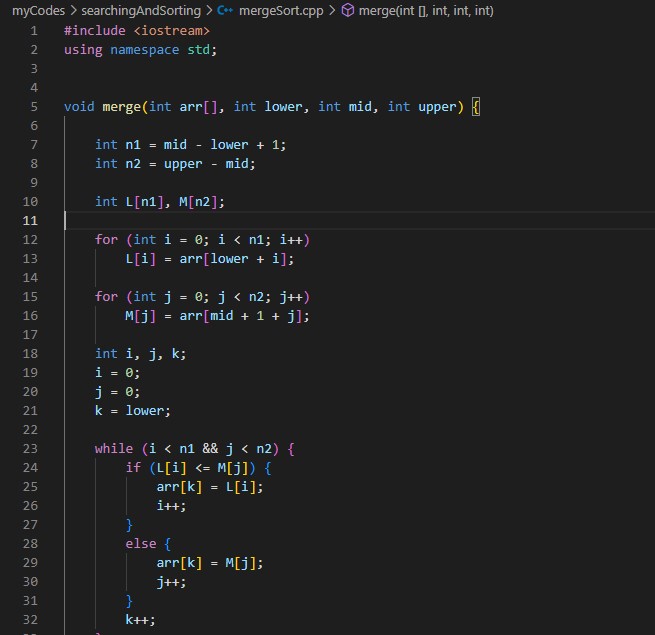 myCodes > searchingAndSorting > C++ mergeSort.cpp > merge(int [], int, int, int)
1 #include <iostream>
2 using namespace std;
3
4
5 void merge(int arr[], int lower, int mid, int upper) {
6
7     int n1 = mid - lower + 1;
8     int n2 = upper - mid;
9
10     int L[n1], M[n2];
11
12     for (int i = 0; i < n1; i++)
13         L[i] = arr[lower + i];
14
15     for (int j = 0; j < n2; j++)
16         M[j] = arr[mid + 1 + j];
17
18     int i, j, k;
19     i = 0;
20     j = 0;
21     k = lower;
22
23     while (i < n1 && j < n2) {
24         if (L[i] <= M[j]) {
25             arr[k] = L[i];
26             i++;
27         }
28         else {
29             arr[k] = M[j];
30             j++;
31         }
32         k++;